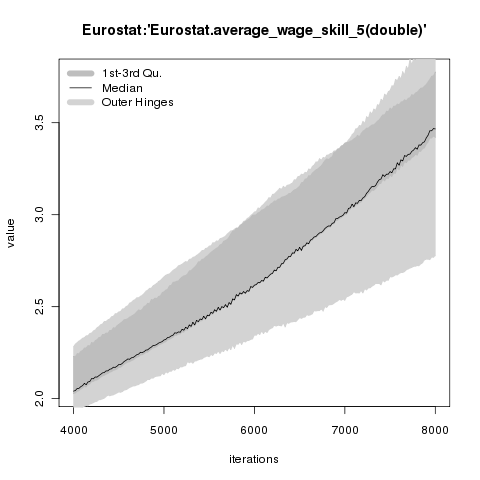 Eurostat:'Eurostat.average_wage_skill_5(double)'
1st-3rd Qu.
Median
Outer Hinges
value
3.5
3.0
2.5
2.0
4000 5000 6000 7000 8000
iterations